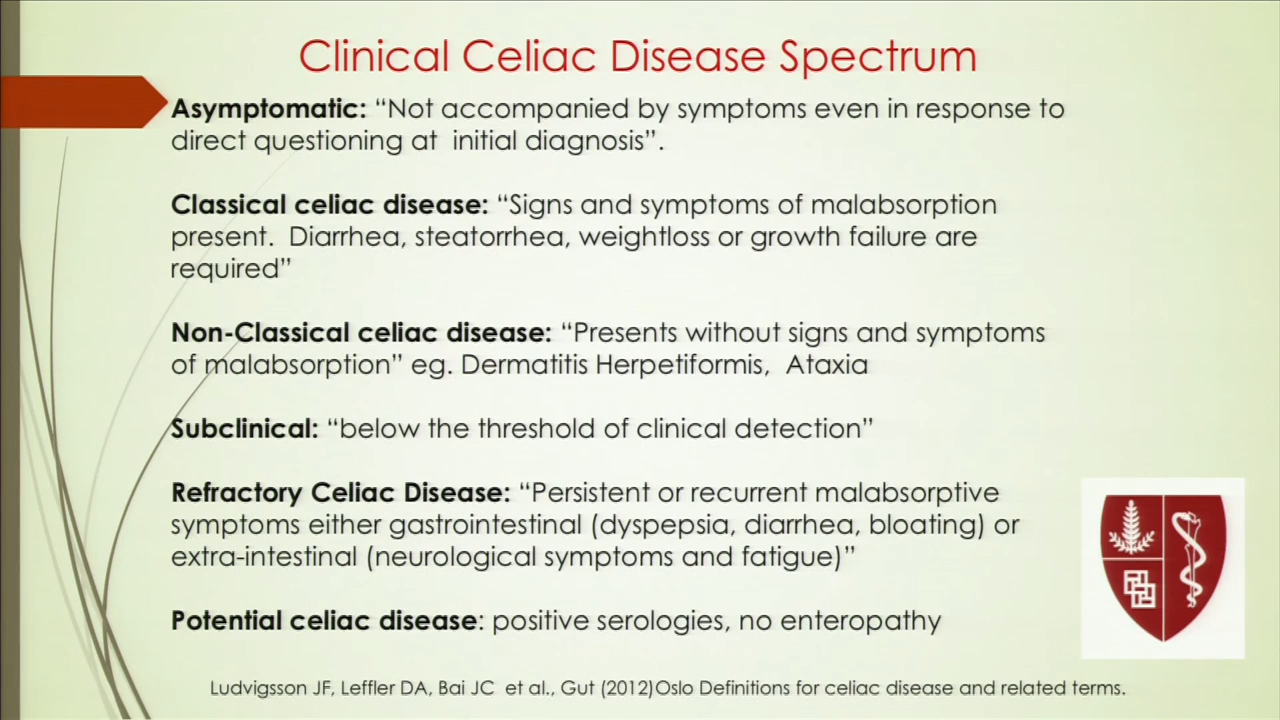 Clinical Celiac Disease Spectrum
Asymptomatic: “Not accompanied by symptoms even in response to
direct questioning at  initial diagnosis”.
Classical celiac disease: “Signs and symptoms of malabsorption
present.  Diarrhea, steatorrhea, weightloss or growth failure are
required”
Non-Classical celiac disease: “Presents without signs and symptoms
of malabsorption” eg. Dermatitis Herpetiformis,  Ataxia
Subclinical: “below the threshold of clinical detection”
Refractory Celiac Disease: “Persistent or recurrent malabsorptive
symptoms either gastrointestinal (dyspepsia, diarrhea, bloating) or
extra-intestinal (neurological symptoms and fatigue)”
Potential celiac disease: positive serologies, no enteropathy
Ludvigsson JF, Leffler DA, Bai JC  et al., Gut (2012)Oslo Definitions for celiac disease and related terms.